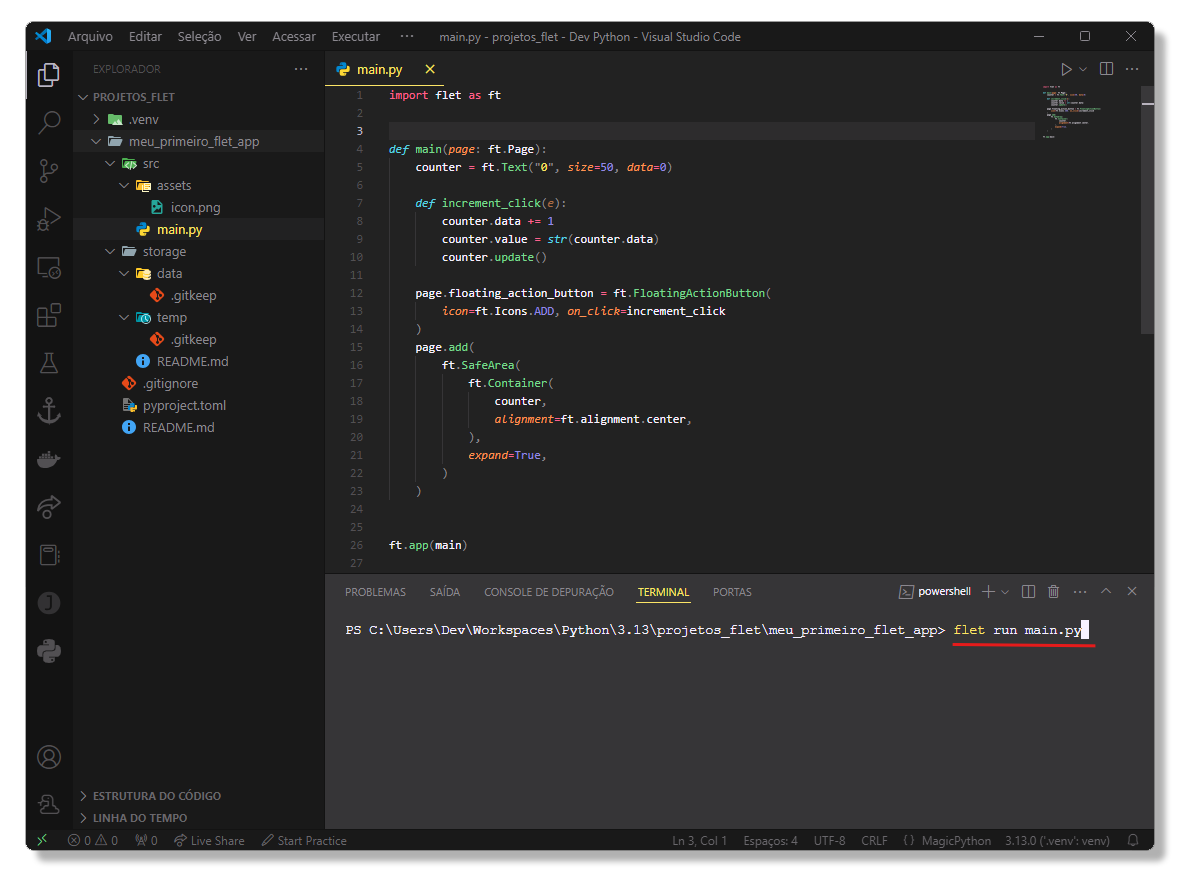 Arquivo Editar Seleção Ver Acessar Executar ··· main.py - projetos_flet - Dev Python - Visual Studio Code
EXPLORADOR ···
PROJETOS_FLET
.venv
meu_primeiro_flet_app
src
assets
icon.png
main.py
storage
data
.gitkeep
temp
.gitkeep
README.md
.gitignore
pyproject.toml
README.md
ESTRUTURA DO CÓDIGO
LINHA DO TEMPO
main.py
1 import flet as ft
2
3
4 def main(page: ft.Page):
5     counter = ft.Text("0", size=50, data=0)
6
7     def increment_click(e):
8         counter.data += 1
9         counter.value = str(counter.data)
10         counter.update()
11
12     page.floating_action_button = ft.FloatingActionButton(
13         icon=ft.Icons.ADD, on_click=increment_click
14     )
15     page.add(
16         ft.SafeArea(
17             ft.Container(
18                 counter,
19                 alignment=ft.alignment.center,
20             ),
21             expand=True,
22         )
23     )
24
25
26 ft.app(main)
27
PROBLEMAS SAÍDA CONSOLE DE DEPURAÇÃO TERMINAL PORTAS powershell
PS C:\Users\Dev\Workspaces\Python\3.13\projetos_flet\meu_primeiro_flet_app> flet run main.py
0 0 0 Live Share Start Practice Ln 3, Col 1 Espaços: 4 UTF-8 CRLF { } MagicPython 3.13.0 ('.venv': venv)